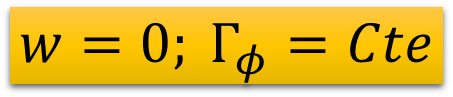 w = 0; Γ_ϕ = Cte